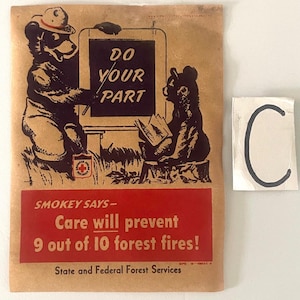 DO
YOUR
PART
C
SMOKEY SAYS—
Care will prevent
9 out of 10 forest fires!
State and Federal Forest Services